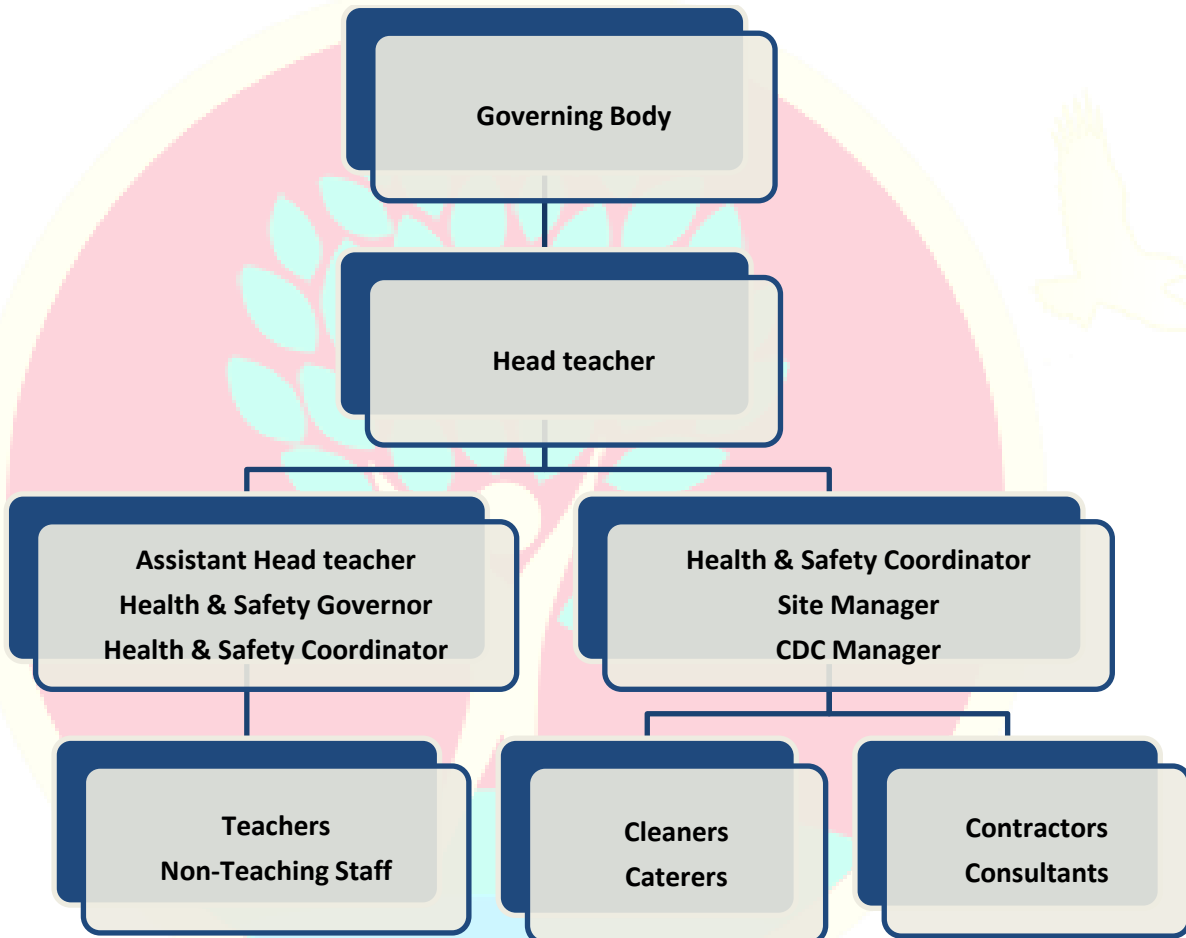 Governing Body
Head teacher
Assistant Head teacher
Health & Safety Governor
Health & Safety Coordinator
Health & Safety Coordinator
Site Manager
CDC Manager
Teachers
Non-Teaching Staff
Cleaners
Caterers
Contractors
Consultants